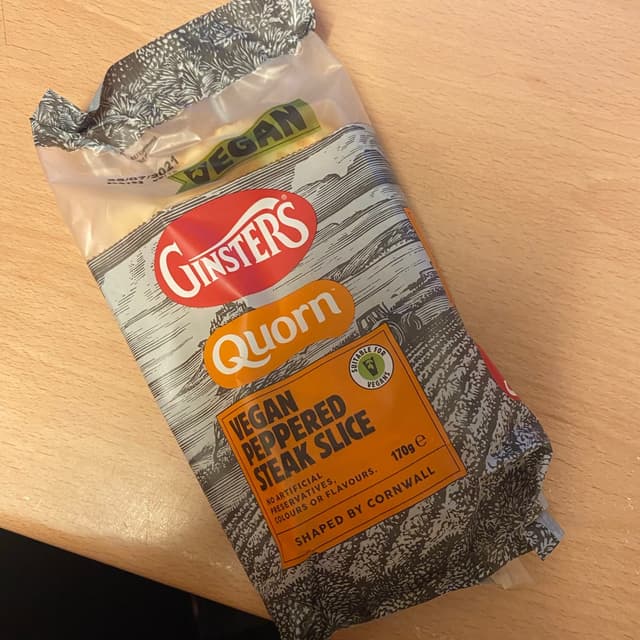 VEGAN
GINSTERS
Quorn™
SUITABLE FOR
VEGANS
VEGAN
PEPPERED
STEAK SLICE
170g ℮
NO ARTIFICIAL
PRESERVATIVES,
COLOURS OR FLAVOURS.
SHAPED BY CORNWALL